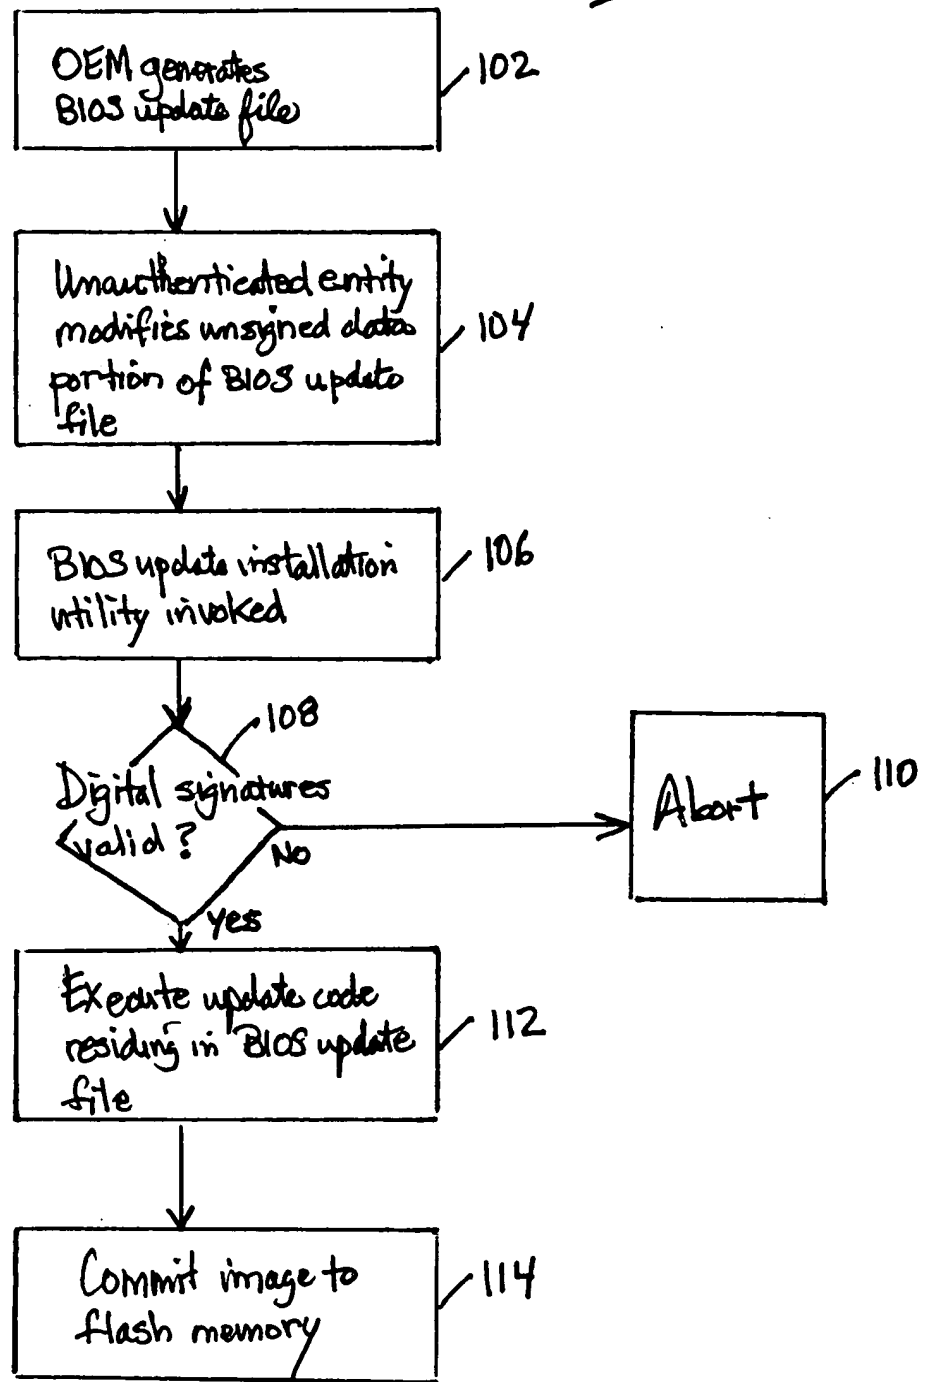 OEM generates
BIOS update file
102
Unauthenticated entity
modifies unsigned data
portion of BIOS update
file
104
BIOS update installation
utility invoked
106
108
Digital signatures
valid?
No
Abort
110
yes
Execute update code
residing in BIOS update
file
112
Commit image to
flash memory
114